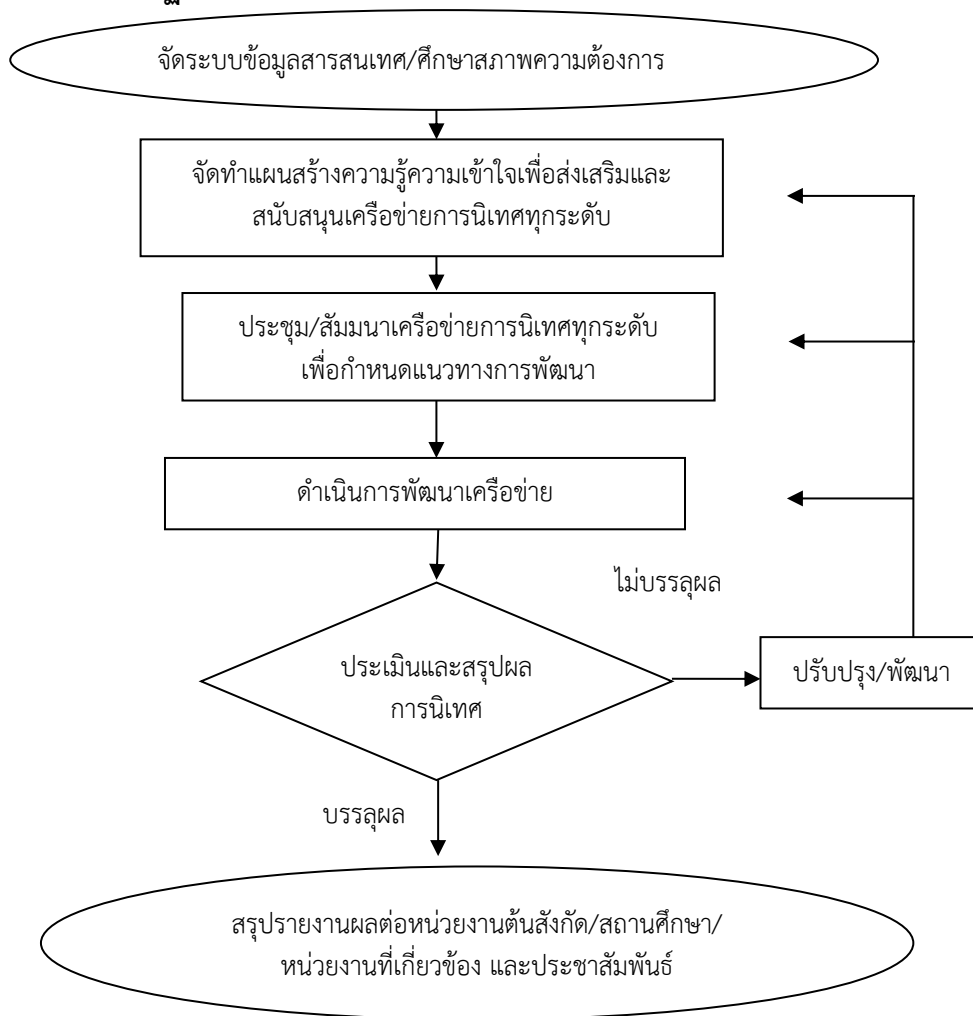 จัดระบบข้อมูลสารสนเทศ/ศึกษาสภาพความต้องการ
จัดทำแผนสร้างความรู้ความเข้าใจเพื่อส่งเสริมและ
สนับสนุนเครือข่ายการนิเทศทุกระดับ
ประชุม/สัมมนาเครือข่ายการนิเทศทุกระดับ
เพื่อกำหนดแนวทางการพัฒนา
ดำเนินการพัฒนาเครือข่าย
ไม่บรรลุผล
ประเมินและสรุปผล
การนิเทศ
ปรับปรุง/พัฒนา
บรรลุผล
สรุปรายงานผลต่อหน่วยงานต้นสังกัด/สถานศึกษา/
หน่วยงานที่เกี่ยวข้อง และประชาสัมพันธ์